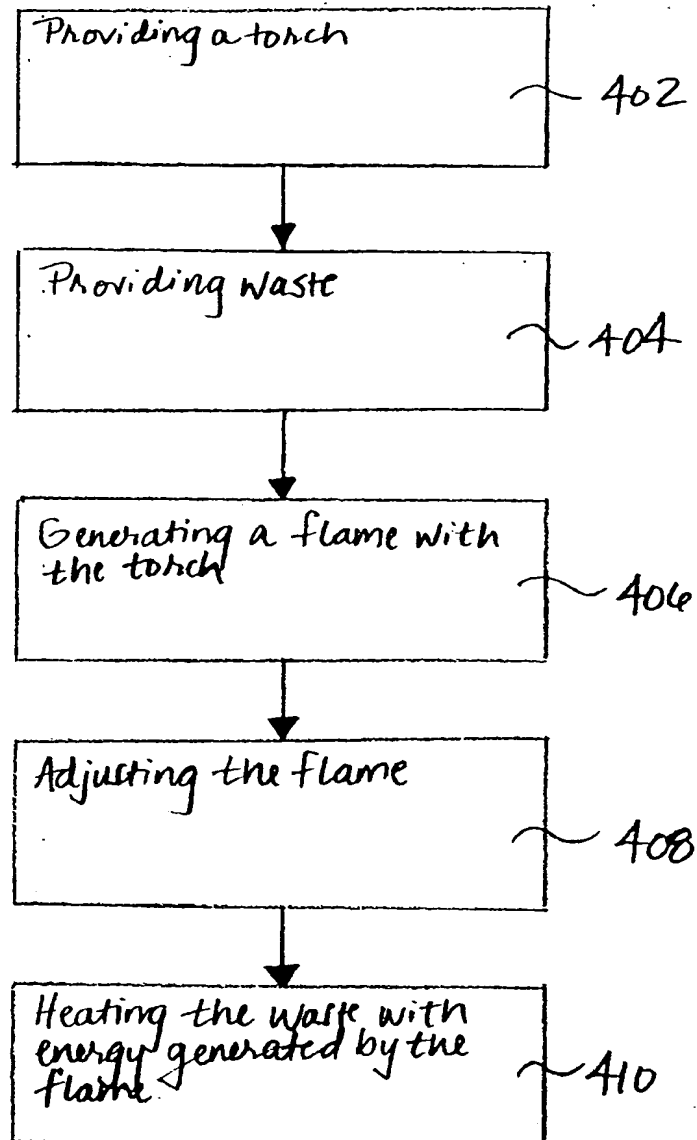 Providing a torch
402
Providing waste
404
Generating a flame with
the torch
406
Adjusting the flame
408
Heating the waste with
energy generated by the
flame
410